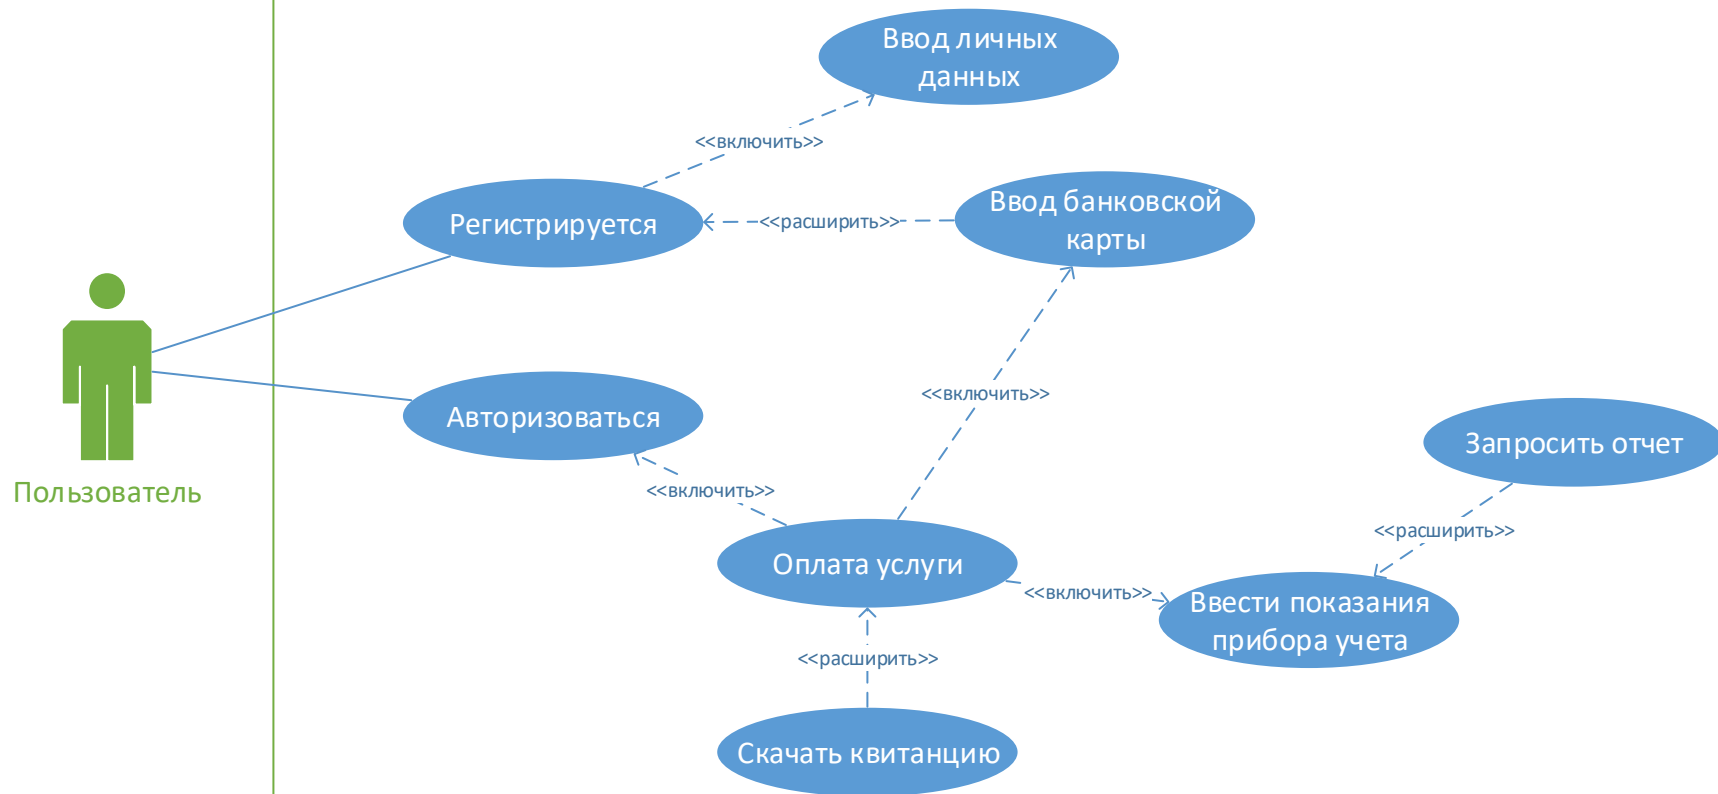 Ввод личных
данных
<<включить>>
Регистрируется
<<расширить>>
Ввод банковской
карты
<<включить>>
Авторизоваться
Запросить отчет
Пользователь
<<включить>>
<<расширить>>
Оплата услуги
<<включить>>
Ввести показания
прибора учета
<<расширить>>
Скачать квитанцию